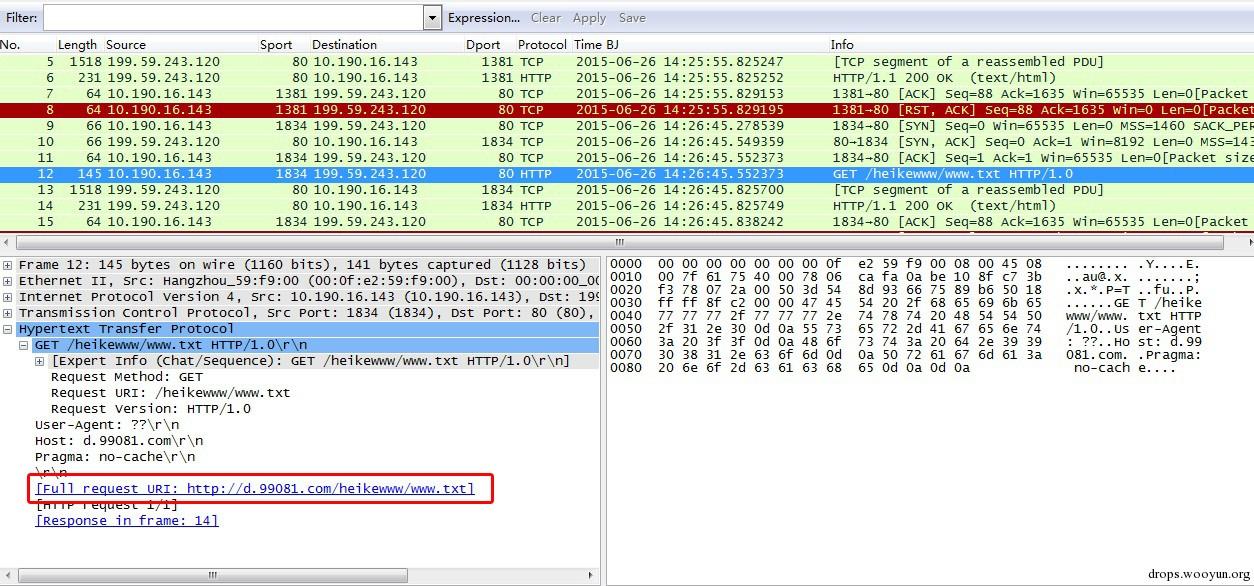 Filter: Expression... Clear Apply Save
No. Length Source Sport Destination Dport Protocol Time BJ Info
5 1518 199.59.243.120 80 10.190.16.143 1381 TCP 2015-06-26 14:25:55.825247 [TCP segment of a reassembled PDU]
6 231 199.59.243.120 80 10.190.16.143 1381 HTTP 2015-06-26 14:25:55.825252 HTTP/1.1 200 OK (text/html)
7 64 10.190.16.143 1381 199.59.243.120 80 TCP 2015-06-26 14:25:55.829153 1381→80 [ACK] Seq=88 Ack=1635 Win=65535 Len=0[Packet
8 64 10.190.16.143 1381 199.59.243.120 80 TCP 2015-06-26 14:25:55.829195 1381→80 [RST, ACK] Seq=88 Ack=1635 Win=0 Len=0[Packet
9 66 10.190.16.143 1834 199.59.243.120 80 TCP 2015-06-26 14:26:45.278539 1834→80 [SYN] Seq=0 Win=65535 Len=0 MSS=1460 SACK_PER
10 66 199.59.243.120 80 10.190.16.143 1834 TCP 2015-06-26 14:26:45.549359 80→1834 [SYN, ACK] Seq=0 Ack=1 Win=8192 Len=0 MSS=143
11 64 10.190.16.143 1834 199.59.243.120 80 TCP 2015-06-26 14:26:45.552373 1834→80 [ACK] Seq=1 Ack=1 Win=65535 Len=0[Packet size
12 145 10.190.16.143 1834 199.59.243.120 80 HTTP 2015-06-26 14:26:45.552373 GET /heikewww/www.txt HTTP/1.0
13 1518 199.59.243.120 80 10.190.16.143 1834 TCP 2015-06-26 14:26:45.825700 [TCP segment of a reassembled PDU]
14 231 199.59.243.120 80 10.190.16.143 1834 HTTP 2015-06-26 14:26:45.825749 HTTP/1.1 200 OK (text/html)
15 64 10.190.16.143 1834 199.59.243.120 80 TCP 2015-06-26 14:26:45.838242 1834→80 [ACK] Seq=88 Ack=1635 Win=65535 Len=0[Packet
Frame 12: 145 bytes on wire (1160 bits), 141 bytes captured (1128 bits)
Ethernet II, Src: Hangzhou_59:f9:00 (00:0f:e2:59:f9:00), Dst: 00:00:00_00
Internet Protocol Version 4, Src: 10.190.16.143 (10.190.16.143), Dst: 199
Transmission Control Protocol, Src Port: 1834 (1834), Dst Port: 80 (80),
Hypertext Transfer Protocol
GET /heikewww/www.txt HTTP/1.0\r\n
[Expert Info (Chat/Sequence): GET /heikewww/www.txt HTTP/1.0\r\n]
Request Method: GET
Request URI: /heikewww/www.txt
Request Version: HTTP/1.0
User-Agent: ??\r\n
Host: d.99081.com\r\n
Pragma: no-cache\r\n
\r\n
[Full request URI: http://d.99081.com/heikewww/www.txt]
[HTTP request 1/1]
[Response in frame: 14]
0000 00 00 00 00 00 00 00 0f e2 59 f9 00 08 00 45 08 ........ .Y....E.
0010 00 7f 61 75 40 00 78 06 ca fa 0a be 10 8f c7 3b ..au@.x. .......;
0020 f3 78 07 2a 00 50 3d 54 8d 93 66 75 89 b6 50 18 .x.*.P=T ..fu..P.
0030 ff ff 8f c2 00 00 47 45 54 20 2f 68 65 69 6b 65 ......GE T /heike
0040 77 77 77 2f 77 77 77 2e 74 78 74 20 48 54 54 50 www/www. txt HTTP
0050 2f 31 2e 30 0d 0a 55 73 65 72 2d 41 67 65 6e 74 /1.0..Us er-Agent
0060 3a 20 3f 3f 0d 0a 48 6f 73 74 3a 20 64 2e 39 39 : ??..Ho st: d.99
0070 30 38 31 2e 63 6f 6d 0d 0a 50 72 61 67 6d 61 3a 081.com. .Pragma:
0080 20 6e 6f 2d 63 61 63 68 65 0d 0a 0d 0a no-cach e....
drops.wooyun.org